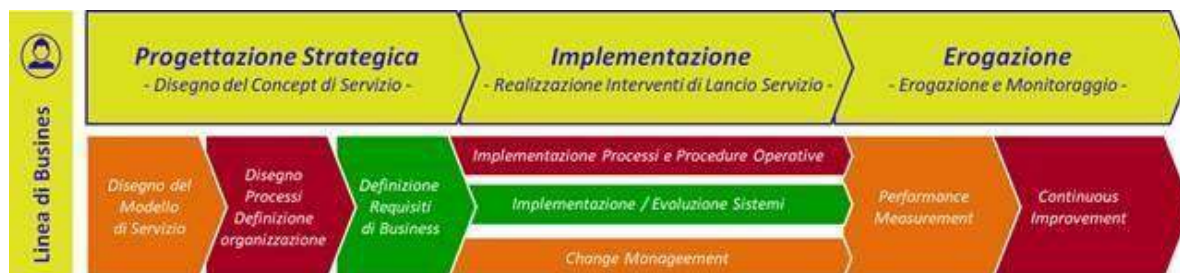 Linea di Busines
Progettazione Strategica
- Disegno del Concept di Servizio -
Implementazione
- Realizzazione Interventi di Lancio Servizio -
Erogazione
- Erogazione e Monitoraggio -
Disegno del
Modello
di Servizio
Disegno
Processi
Definizione
organizzazione
Definizione
Requisiti
di Business
Implementazione Processi e Procedure Operative
Implementazione / Evoluzione Sistemi
Change Manageement
Performance
Measurement
Continuous
Improvement